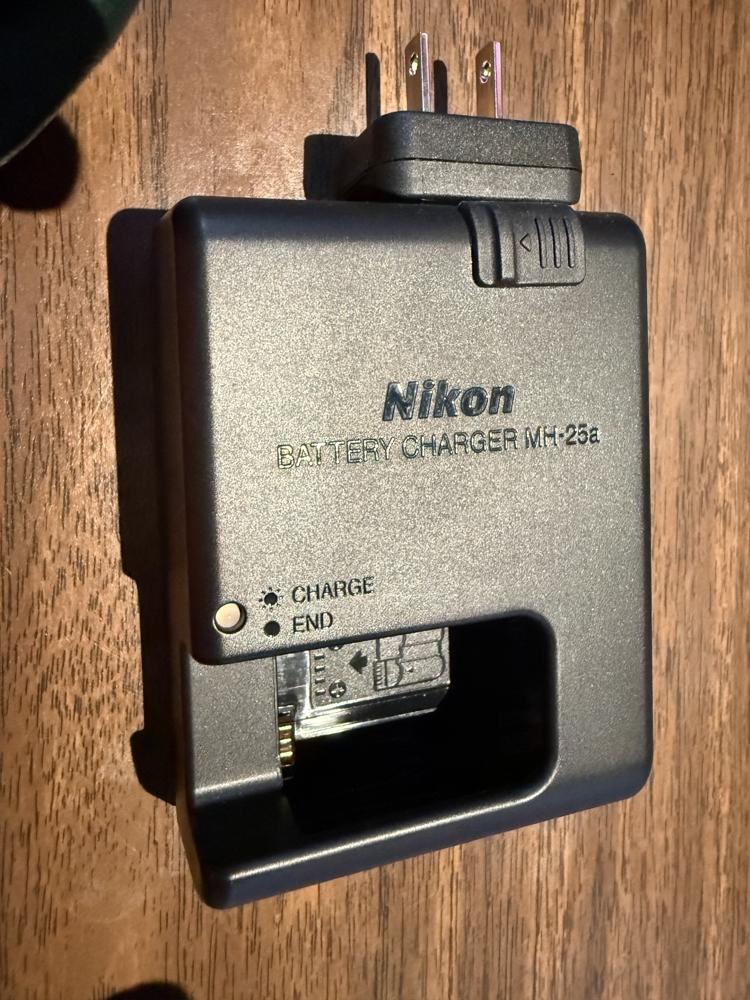 Nikon
BATTERY CHARGER MH-25a
CHARGE
END